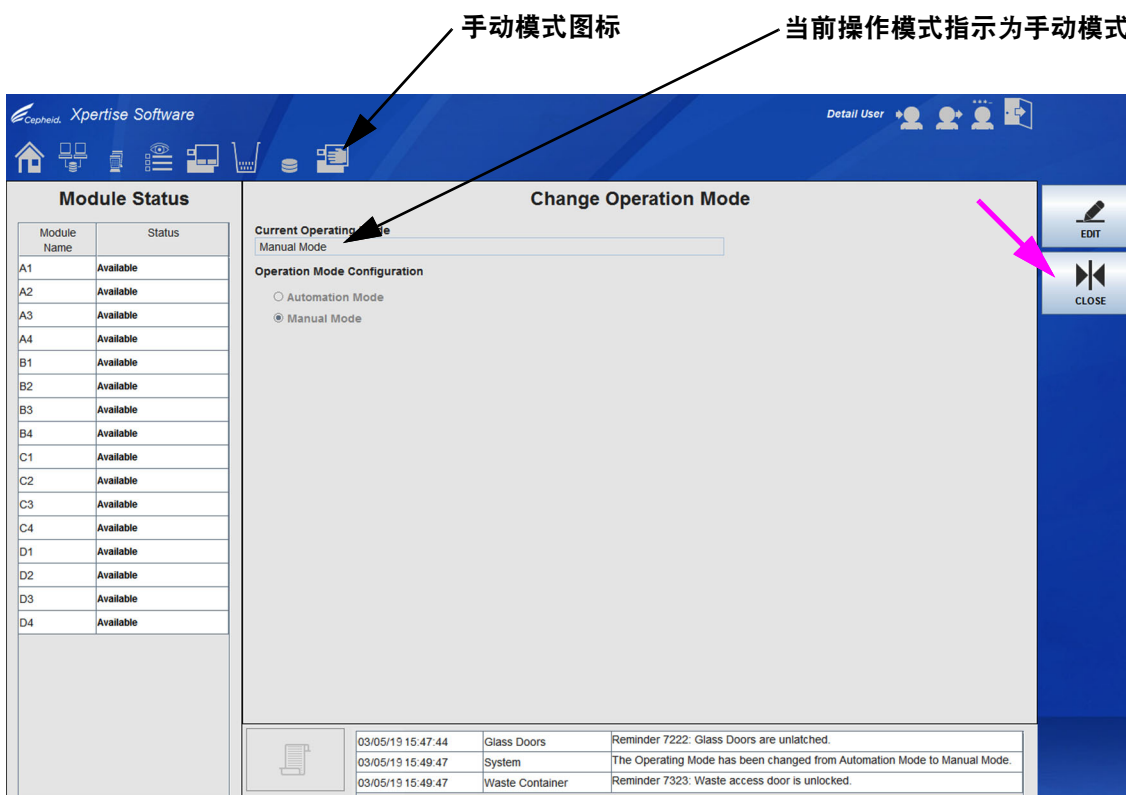 手动模式图标
当前操作模式指示为手动模式
Cepheid. Xpertise Software
Detail User
Module Status
Change Operation Mode
EDIT
CLOSE
Module Name
Status
A1 Available
A2 Available
A3 Available
A4 Available
B1 Available
B2 Available
B3 Available
B4 Available
C1 Available
C2 Available
C3 Available
C4 Available
D1 Available
D2 Available
D3 Available
D4 Available
Current Operating Mode
Manual Mode
Operation Mode Configuration
Automation Mode
Manual Mode
03/05/19 15:47:44 Glass Doors Reminder 7222: Glass Doors are unlatched.
03/05/19 15:49:47 System The Operating Mode has been changed from Automation Mode to Manual Mode.
03/05/19 15:49:47 Waste Container Reminder 7323: Waste access door is unlocked.